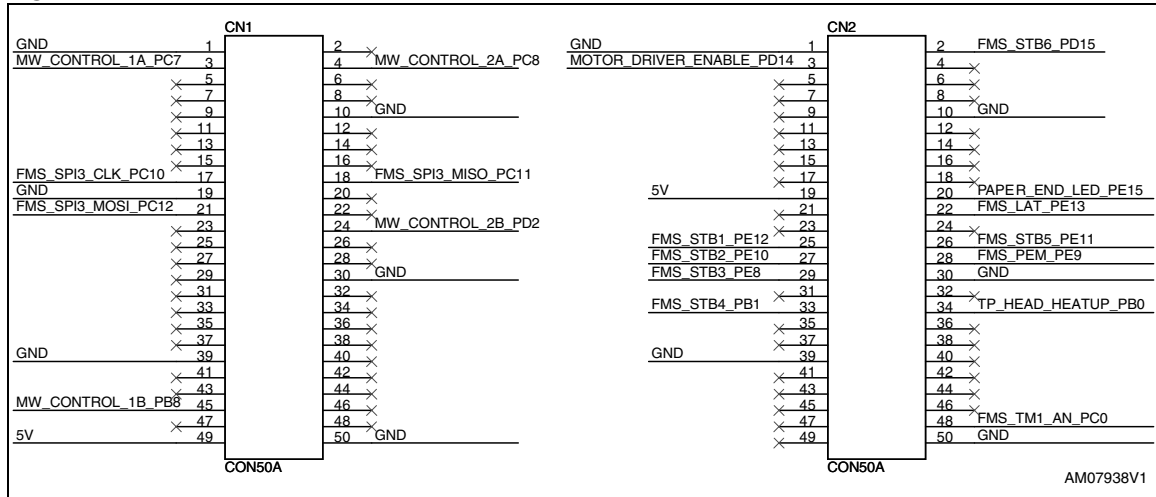 CN1
GND 1 2
MW_CONTROL_1A_PC7 3 4 MW_CONTROL_2A_PC8
5 6
7 8
9 10 GND
11 12
13 14
15 16
FMS_SPI3_CLK_PC10 17 18 FMS_SPI3_MISO_PC11
GND 19 20
FMS_SPI3_MOSI_PC12 21 22
23 24 MW_CONTROL_2B_PD2
25 26
27 28
29 30 GND
31 32
33 34
35 36
37 38
GND 39 40
41 42
43 44
MW_CONTROL_1B_PB8 45 46
47 48
5V 49 50 GND
CON50A
CN2
GND 1 2 FMS_STB6_PD15
MOTOR_DRIVER_ENABLE_PD14 3 4
5 6
7 8
9 10 GND
11 12
13 14
15 16
17 18
5V 19 20 PAPER_END_LED_PE15
21 22 FMS_LAT_PE13
23 24
FMS_STB1_PE12 25 26 FMS_STB5_PE11
FMS_STB2_PE10 27 28 FMS_PEM_PE9
FMS_STB3_PE8 29 30 GND
31 32
FMS_STB4_PB1 33 34 TP_HEAD_HEATUP_PB0
35 36
37 38
GND 39 40
41 42
43 44
45 46
47 48 FMS_TM1_AN_PC0
49 50 GND
CON50A
AM07938V1